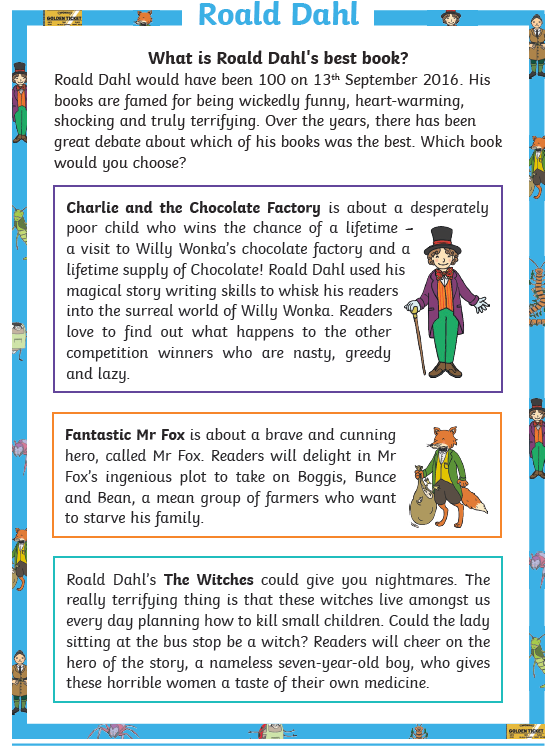 Roald Dahl
What is Roald Dahl's best book?
Roald Dahl would have been 100 on 13th September 2016. His
books are famed for being wickedly funny, heart-warming,
shocking and truly terrifying. Over the years, there has been
great debate about which of his books was the best. Which book
would you choose?
Charlie and the Chocolate Factory is about a desperately
poor child who wins the chance of a lifetime –
a visit to Willy Wonka's chocolate factory and a
lifetime supply of Chocolate! Roald Dahl used his
magical story writing skills to whisk his readers
into the surreal world of Willy Wonka. Readers
love to find out what happens to the other
competition winners who are nasty, greedy
and lazy.
Fantastic Mr Fox is about a brave and cunning
hero, called Mr Fox. Readers will delight in Mr
Fox's ingenious plot to take on Boggis, Bunce
and Bean, a mean group of farmers who want
to starve his family.
Roald Dahl's The Witches could give you nightmares. The
really terrifying thing is that these witches live amongst us
every day planning how to kill small children. Could the lady
sitting at the bus stop be a witch? Readers will cheer on the
hero of the story, a nameless seven-year-old boy, who gives
these horrible women a taste of their own medicine.
GOLDEN TICKET
GOLDEN TICKET